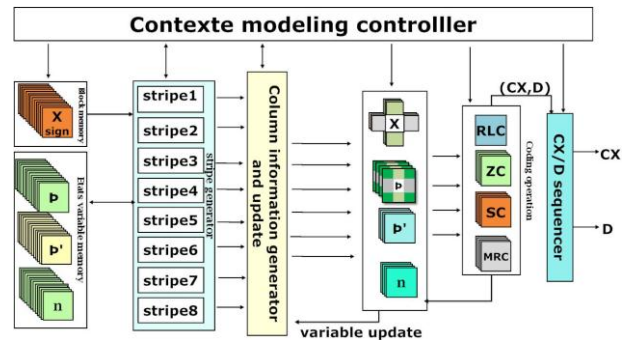 Contexte modeling controlller
X
sign
Block memory
Þ
Þ'
n
Etats variable memory
stripe1
stripe2
stripe3
stripe4
stripe5
stripe6
stripe7
stripe8
stripe generator
Column information generator
and update
X
Þ
Þ'
n
variable update
(CX,D)
RLC
ZC
SC
MRC
Coding operation
CX/D sequencer
CX
D